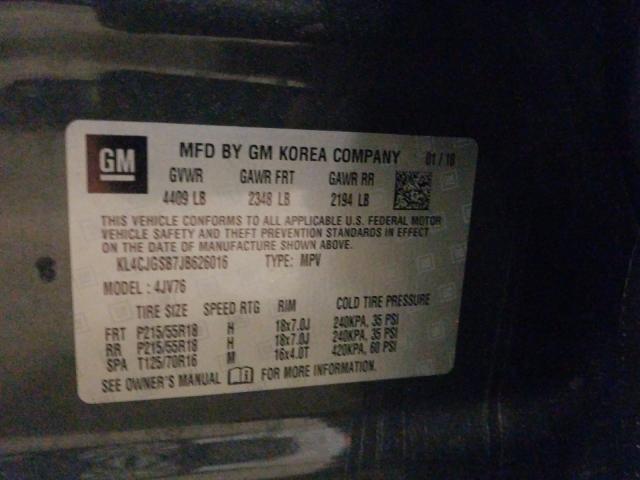 GM MFD BY GM KOREA COMPANY 01/18
GVWR GAWR FRT GAWR RR
4409 LB 2348 LB 2194 LB
THIS VEHICLE CONFORMS TO ALL APPLICABLE U.S. FEDERAL MOTOR
VEHICLE SAFETY AND THEFT PREVENTION STANDARDS IN EFFECT
ON THE DATE OF MANUFACTURE SHOWN ABOVE.
KL4CJGSB7JB626016 TYPE: MPV
MODEL: 4JV76
TIRE SIZE SPEED RTG RIM COLD TIRE PRESSURE
FRT P215/55R18 H 18x7.0J 240KPA, 35 PSI
RR P215/55R18 H 18x7.0J 240KPA, 35 PSI
SPA T125/70R16 M 16x4.0T 420KPA, 60 PSI
SEE OWNER'S MANUAL FOR MORE INFORMATION.